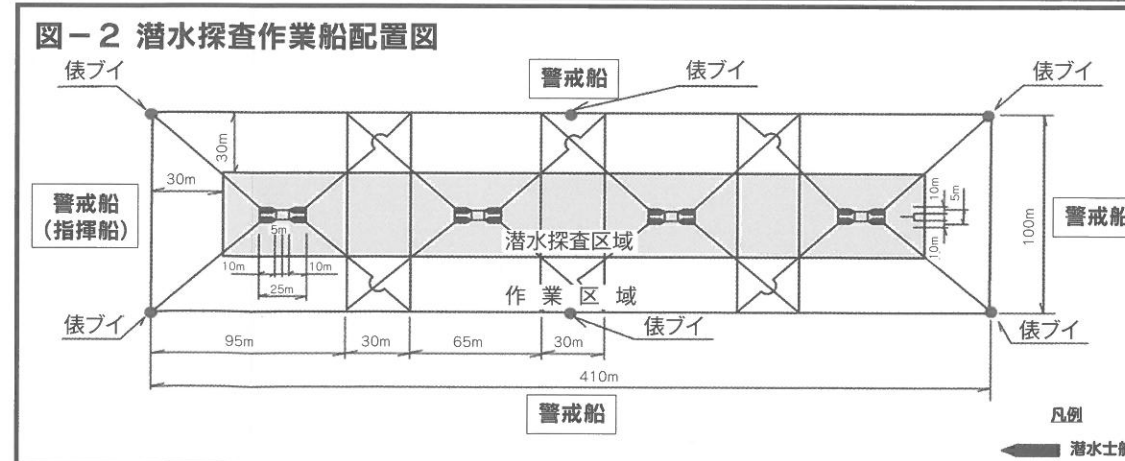 図－2 潜水探査作業船配置図
俵ブイ
警戒船
俵ブイ
俵ブイ
30m
30m
警戒船
(指揮船)
10m
5m
10m
100m
警戒船
5m
10m
10m
25m
潜水探査区域
作業区域
俵ブイ
俵ブイ
俵ブイ
95m
30m
65m
30m
410m
警戒船
凡例
潜水士船